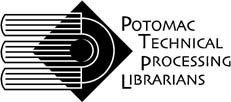 POTOMAC
TECHNICAL
PROCESSING
LIBRARIANS